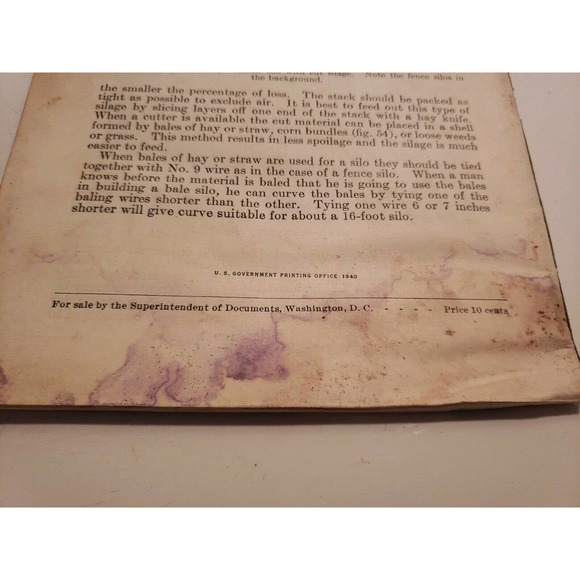 cut silage. Note the fence silos in
the background.
the smaller the percentage of loss. The stack should be packed as
tight as possible to exclude air. It is best to feed out this type of
silage by slicing layers off one end of the stack with a hay knife.
When a cutter is available the cut material can be placed in a shell
formed by bales of hay or straw, corn bundles (fig. 54), or loose weeds
or grass. This method results in less spoilage and the silage is much
easier to feed.
When bales of hay or straw are used for a silo they should be tied
together with No. 9 wire as in the case of a fence silo. When a man
knows before the material is baled that he is going to use the bales
in building a bale silo, he can curve the bales by tying one of the
baling wires shorter than the other. Tying one wire 6 or 7 inches
shorter will give curve suitable for about a 16-foot silo.
U. S. GOVERNMENT PRINTING OFFICE: 1940
For sale by the Superintendent of Documents, Washington, D. C. - - - - Price 10 cents